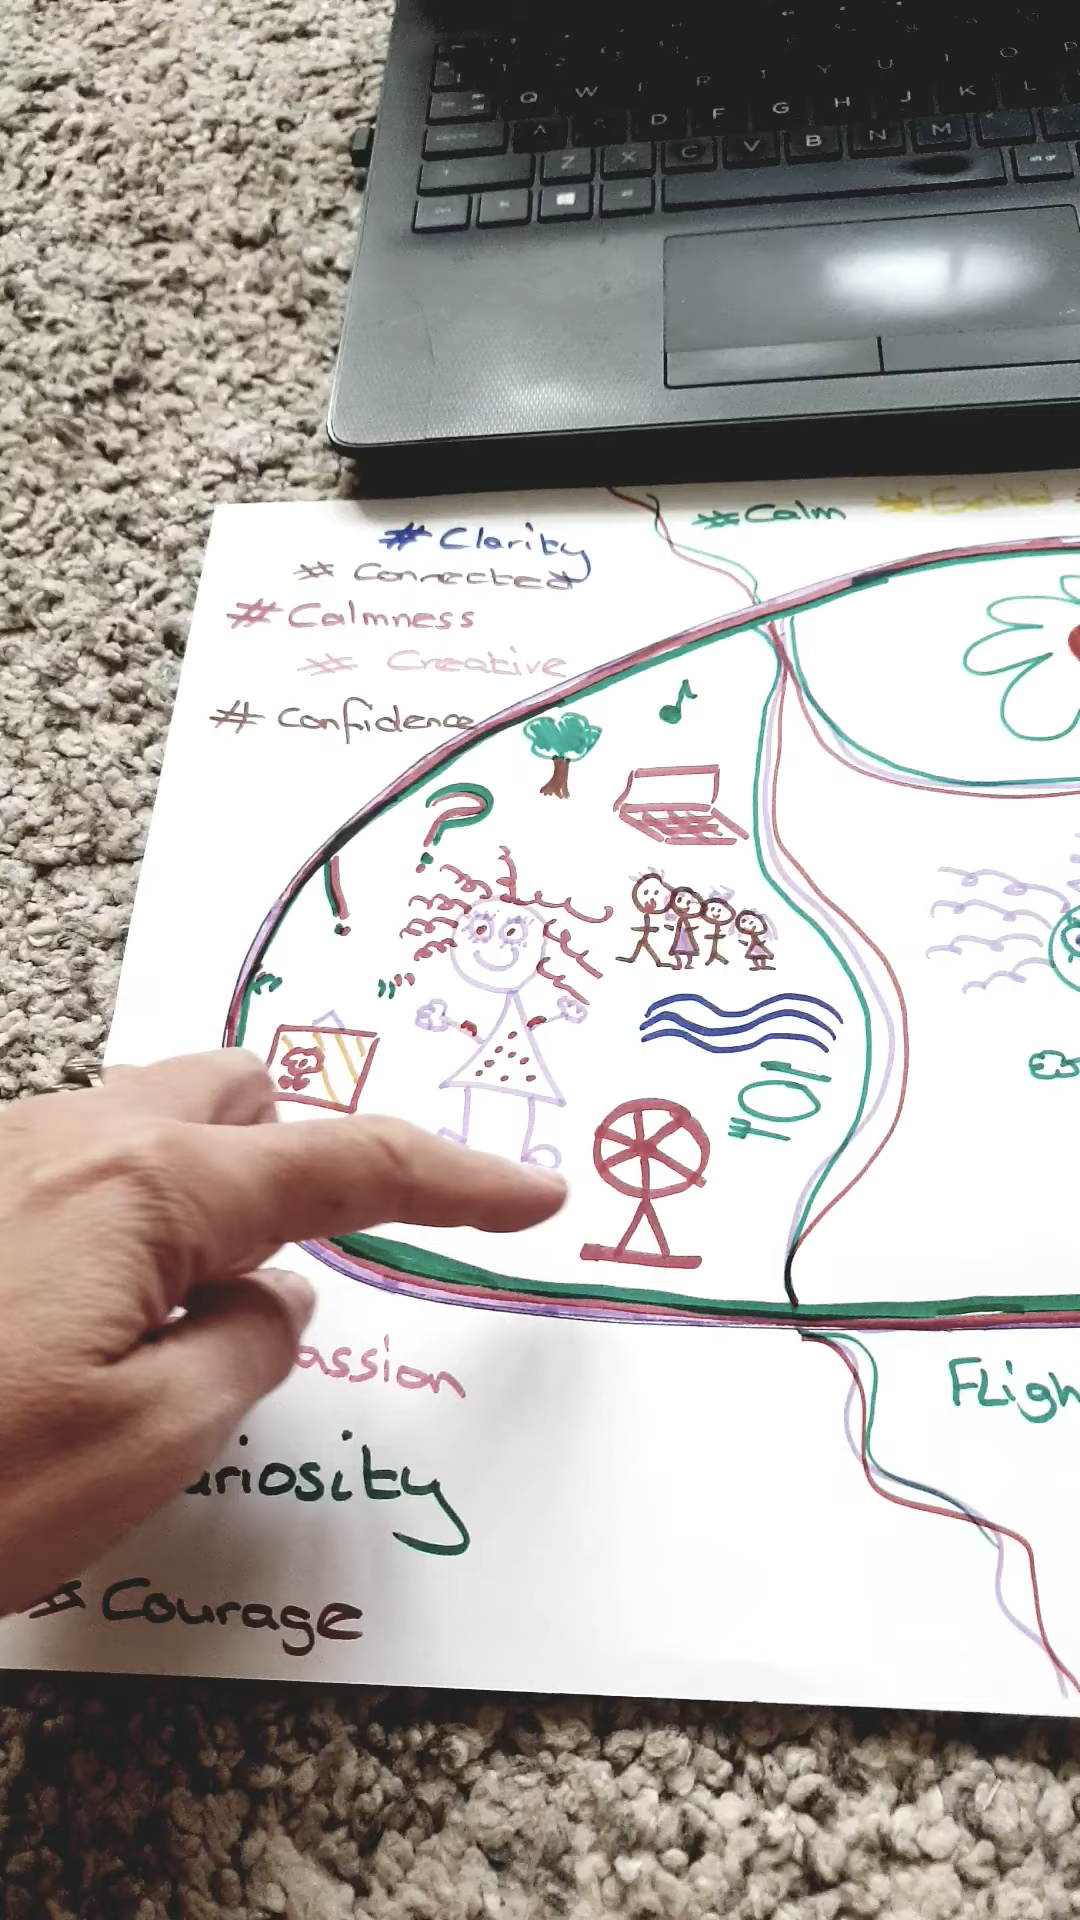 Q W R T Y U I O P
A D F G H J K L
Z X C V B N M
# Clarity
# Calm
# Connected
# Calmness
# Creative
# Confidence
? 
!
assion
Fligh
uriosity
# Courage